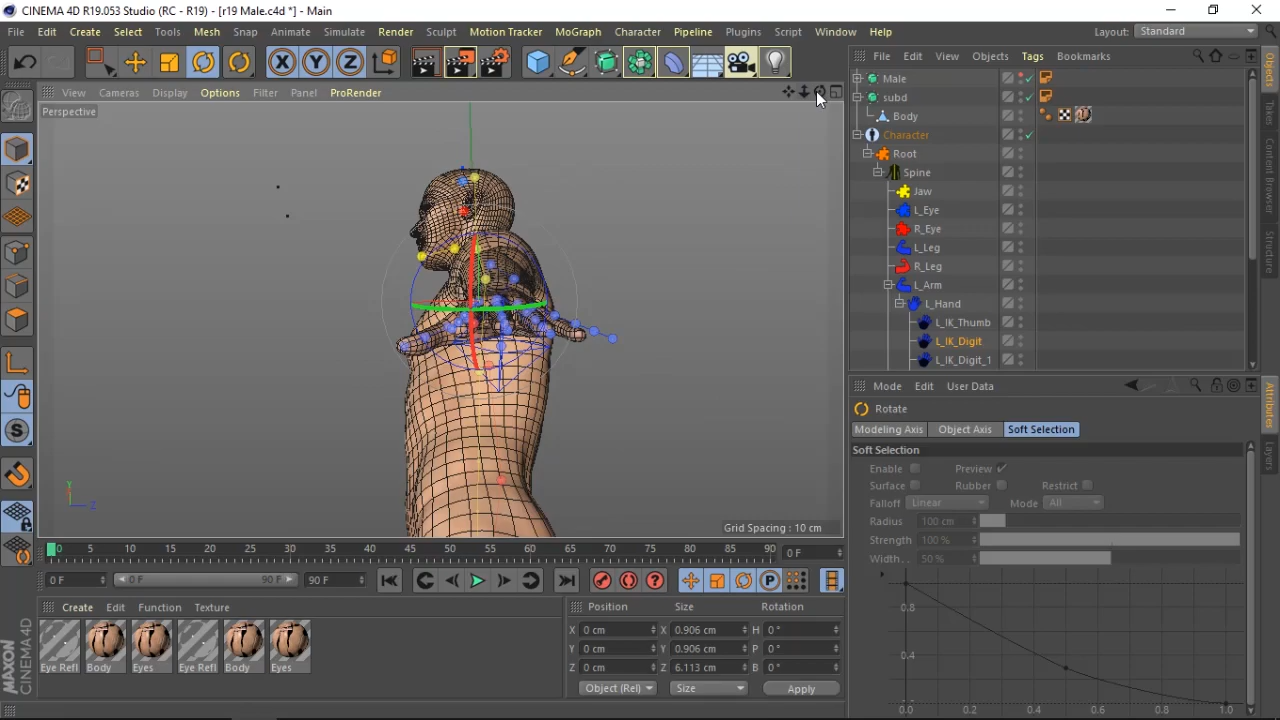 CINEMA 4D R19.053 Studio (RC - R19) - [r19 Male.c4d *] - Main
File Edit Create Select Tools Mesh Snap Animate Simulate Render Sculpt Motion Tracker MoGraph Character Pipeline Plugins Script Window Help
Layout: Standard
View Cameras Display Options Filter Panel ProRender
Perspective
Grid Spacing : 10 cm
File Edit View Objects Tags Bookmarks
Male
subd
Body
Character
Root
Spine
Jaw
L_Eye
R_Eye
L_Leg
R_Leg
L_Arm
L_Hand
L_IK_Thumb
L_IK_Digit
L_IK_Digit_1
Objects
Takes
Content Browser
Structure
Mode Edit User Data
Rotate
Modeling Axis Object Axis Soft Selection
Soft Selection
Enable Preview
Surface Rubber Restrict
Falloff Linear Mode All
Radius 100 cm
Strength 100 %
Width . . 50 %
0.8
0.4
0.0 0.2 0.4 0.6 0.8 1.0
Attributes
Layers
0 5 10 15 20 25 30 35 40 45 50 55 60 65 70 75 80 85 90 0 F
0 F 0 F 90 F 90 F
Create Edit Function Texture
Eye Refl Body Eyes Eye Refl Body Eyes
Position Size Rotation
X 0 cm X 0.906 cm H 0 °
Y 0 cm Y 0.906 cm P 0 °
Z 0 cm Z 6.113 cm B 0 °
Object (Rel) Size Apply
MAXON
CINEMA 4D